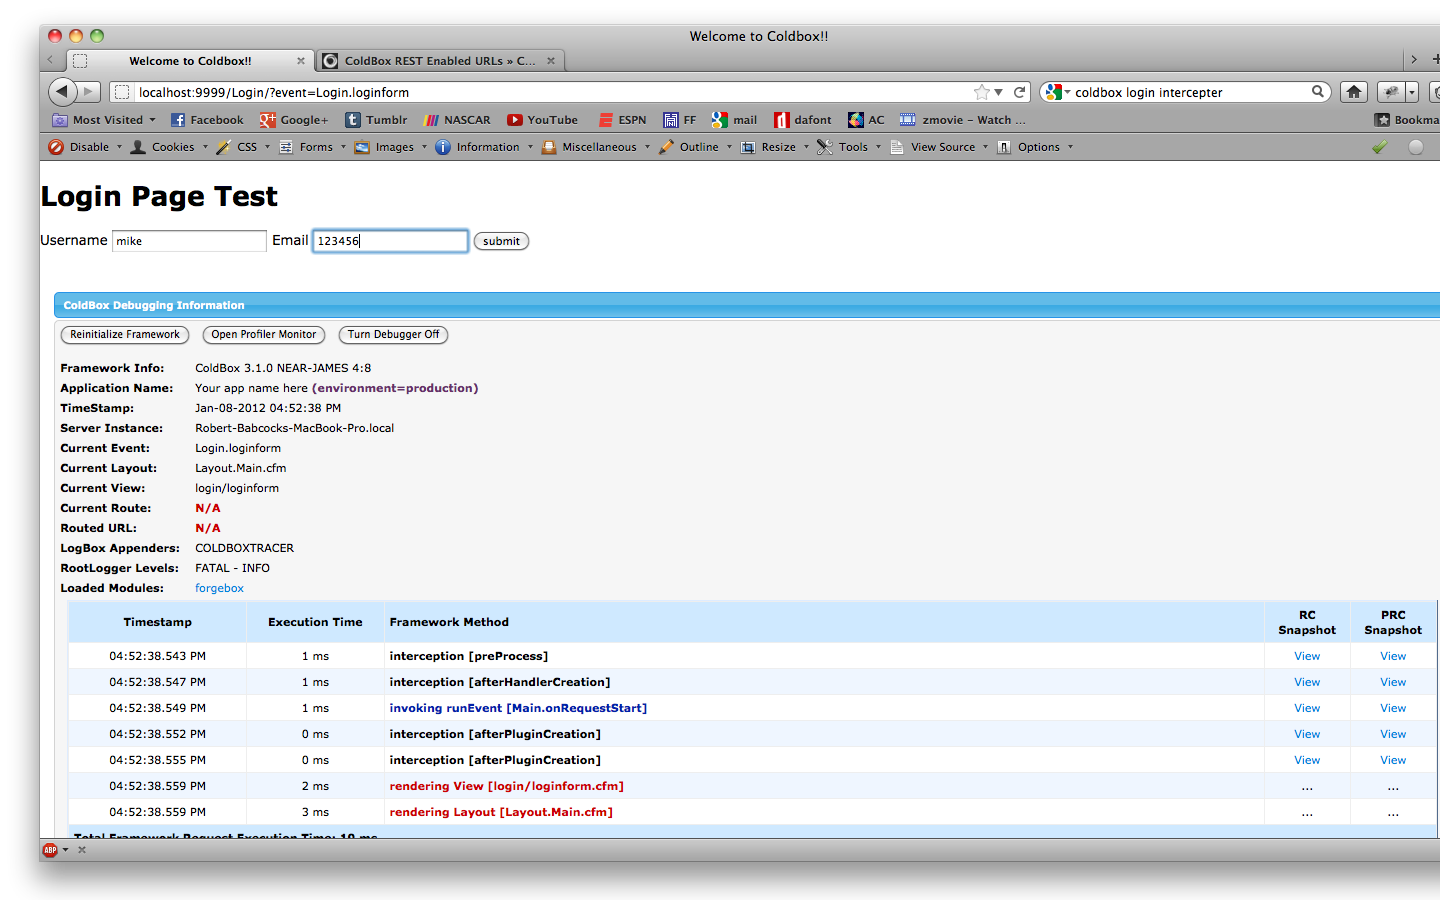 Welcome to Coldbox!!
Welcome to Coldbox!! ColdBox REST Enabled URLs » C...
localhost:9999/Login/?event=Login.loginform coldbox login intercepter
Most Visited Facebook Google+ Tumblr NASCAR YouTube ESPN FF mail dafont AC zmovie – Watch ... Bookma
Disable Cookies CSS Forms Images Information Miscellaneous Outline Resize Tools View Source Options
Login Page Test
Username mike Email 123456 submit
ColdBox Debugging Information
Reinitialize Framework Open Profiler Monitor Turn Debugger Off
Framework Info: ColdBox 3.1.0 NEAR-JAMES 4:8
Application Name: Your app name here (environment=production)
TimeStamp: Jan-08-2012 04:52:38 PM
Server Instance: Robert-Babcocks-MacBook-Pro.local
Current Event: Login.loginform
Current Layout: Layout.Main.cfm
Current View: login/loginform
Current Route: N/A
Routed URL: N/A
LogBox Appenders: COLDBOXTRACER
RootLogger Levels: FATAL - INFO
Loaded Modules: forgebox
Timestamp Execution Time Framework Method RC Snapshot PRC Snapshot
04:52:38.543 PM 1 ms interception [preProcess] View View
04:52:38.547 PM 1 ms interception [afterHandlerCreation] View View
04:52:38.549 PM 1 ms invoking runEvent [Main.onRequestStart] View View
04:52:38.552 PM 0 ms interception [afterPluginCreation] View View
04:52:38.555 PM 0 ms interception [afterPluginCreation] View View
04:52:38.559 PM 2 ms rendering View [login/loginform.cfm] ... ...
04:52:38.559 PM 3 ms rendering Layout [Layout.Main.cfm] ... ...
Total Framework Request Execution Time: 10 ms
ABP